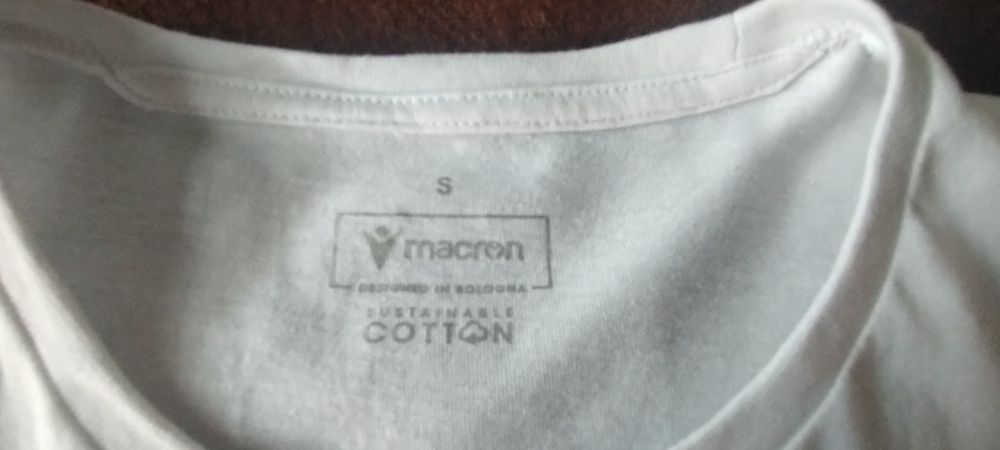 S
macron
DESIGNED IN BOLOGNA
SUSTAINABLE
COTTON